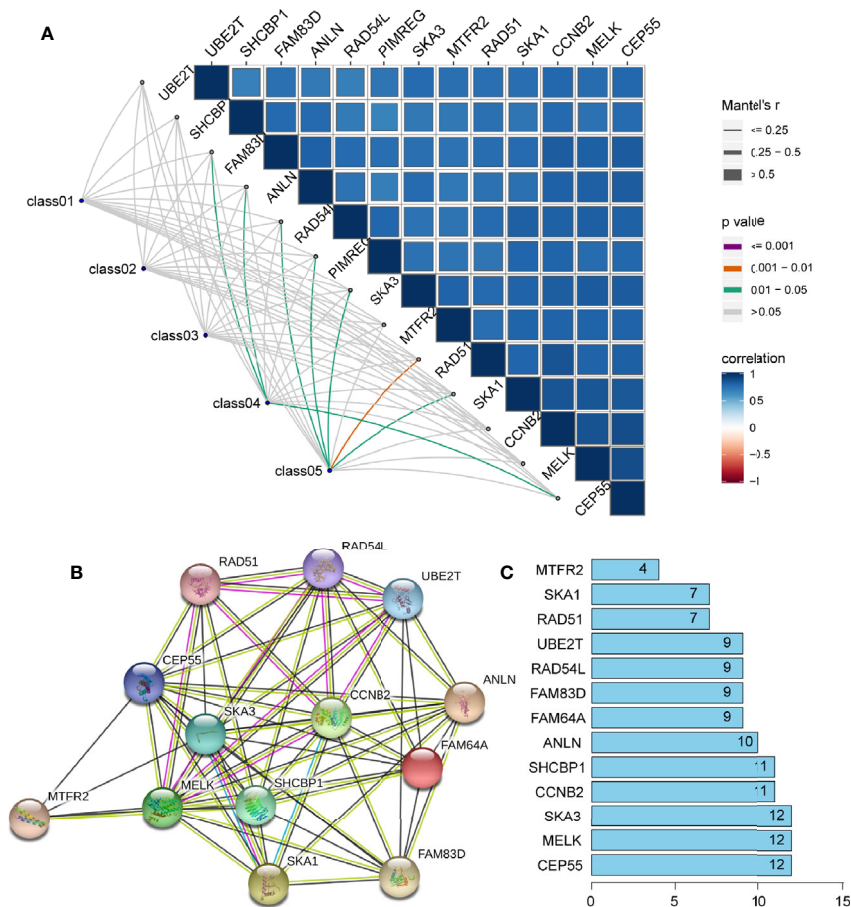 A
UBE2T
SHCBP1
FAM83D
ANLN
RAD54L
PIMREG
SKA3
MTFR2
RAD51
SKA1
CCNB2
MELK
CEP55
UBE2T
SHCBP
FAM83D
ANLN
RAD54L
PIMREG
SKA3
MTFR2
RAD51
SKA1
CCNB2
MELK
CEP55
class01
class02
class03
class04
class05
Mantel's r
<= 0.25
0.25 - 0.5
> 0.5
p value
<= 0.001
0.001 - 0.01
0.01 - 0.05
> 0.05
correlation
1
0.5
0
-0.5
-1
B
RAD51
RAD54L
UBE2T
CEP55
ANLN
SKA3
CCNB2
FAM64A
MELK
SHCBP1
MTFR2
SKA1
FAM83D
C
MTFR2 4
SKA1 7
RAD51 7
UBE2T 9
RAD54L 9
FAM83D 9
FAM64A 9
ANLN 10
SHCBP1 11
CCNB2 11
SKA3 12
MELK 12
CEP55 12
0 5 10 15